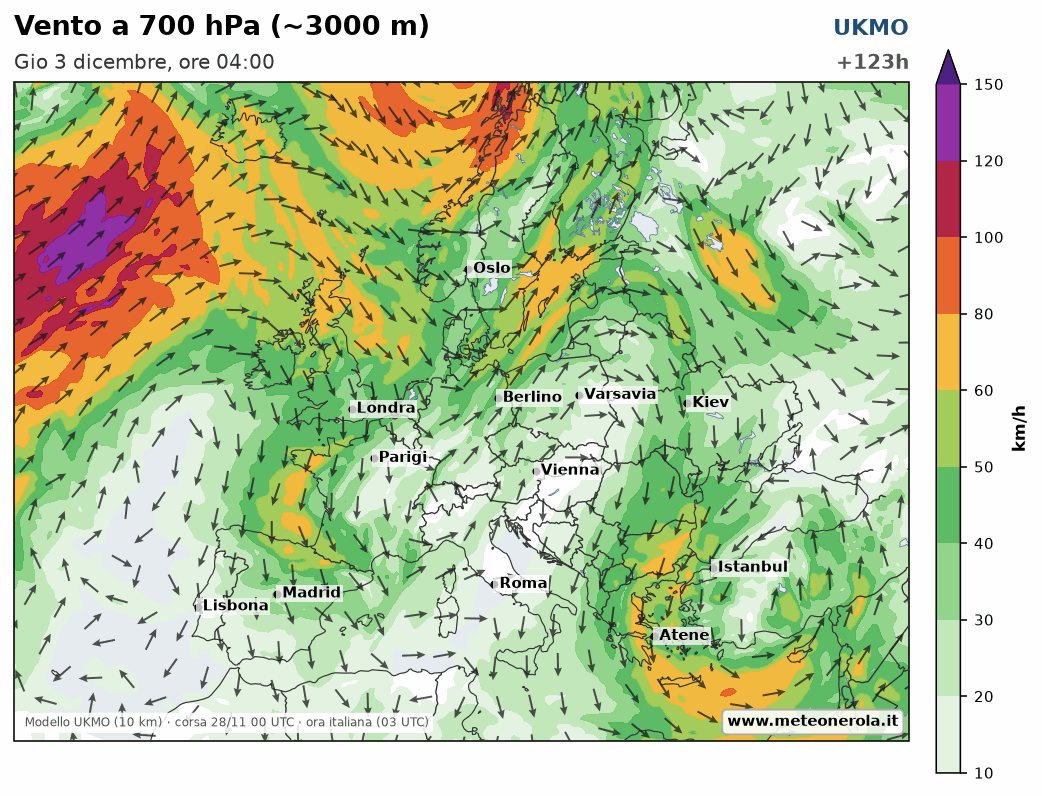 Vento a 700 hPa (~3000 m)
UKMO
Gio 3 dicembre, ore 04:00
+123h
150
120
100
80
60
50
40
30
20
10
km/h
Oslo
Londra
Berlino
Varsavia
Kiev
Parigi
Vienna
Istanbul
Roma
Madrid
Lisbona
Atene
Modello UKMO (10 km) · corsa 28/11 00 UTC · ora italiana (03 UTC)
www.meteonerola.it